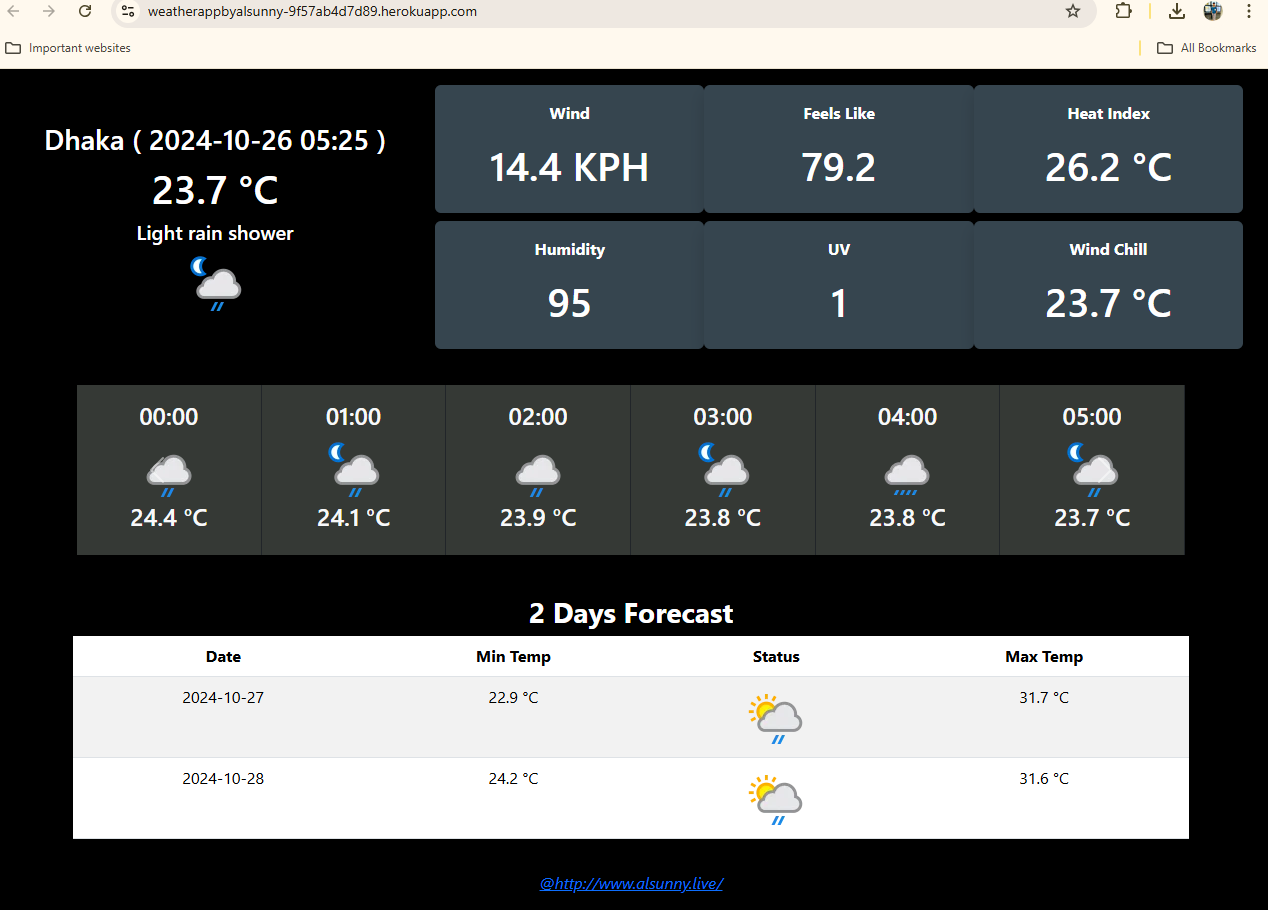 weatherappbyalsunny-9f57ab4d7d89.herokuapp.com
Important websites
All Bookmarks
Dhaka ( 2024-10-26 05:25 )
23.7 °C
Light rain shower
Wind
14.4 KPH
Feels Like
79.2
Heat Index
26.2 °C
Humidity
95
UV
1
Wind Chill
23.7 °C
00:00
24.4 °C
01:00
24.1 °C
02:00
23.9 °C
03:00
23.8 °C
04:00
23.8 °C
05:00
23.7 °C
2 Days Forecast
Date Min Temp Status Max Temp
2024-10-27 22.9 °C 31.7 °C
2024-10-28 24.2 °C 31.6 °C
@http://www.alsunny.live/